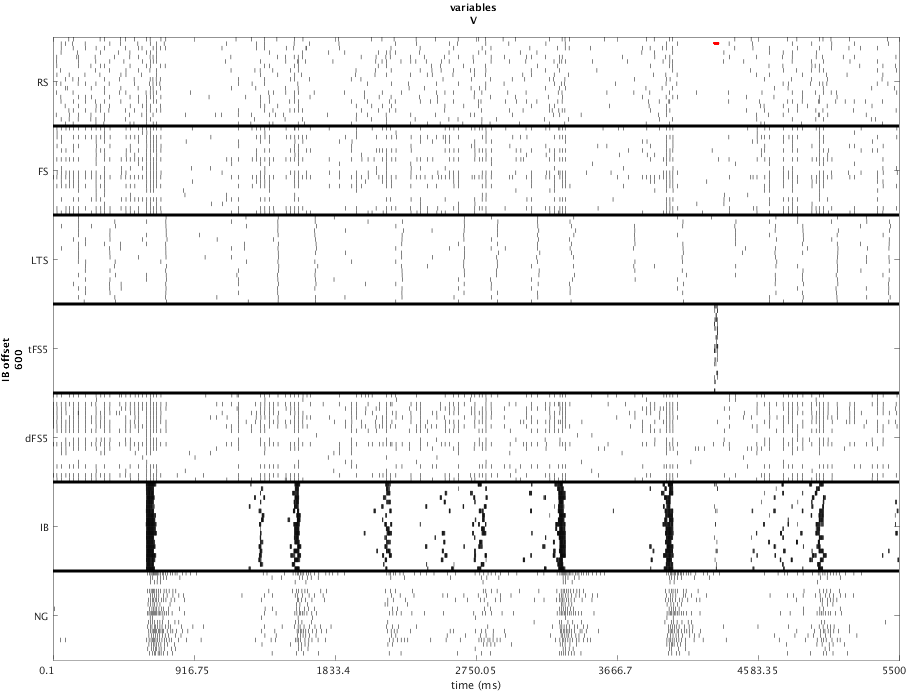 variables
V
RS
FS
LTS
tFS5
dFS5
IB
NG
IB offset
600
0.1
916.75
1833.4
2750.05
3666.7
4583.35
5500
time (ms)